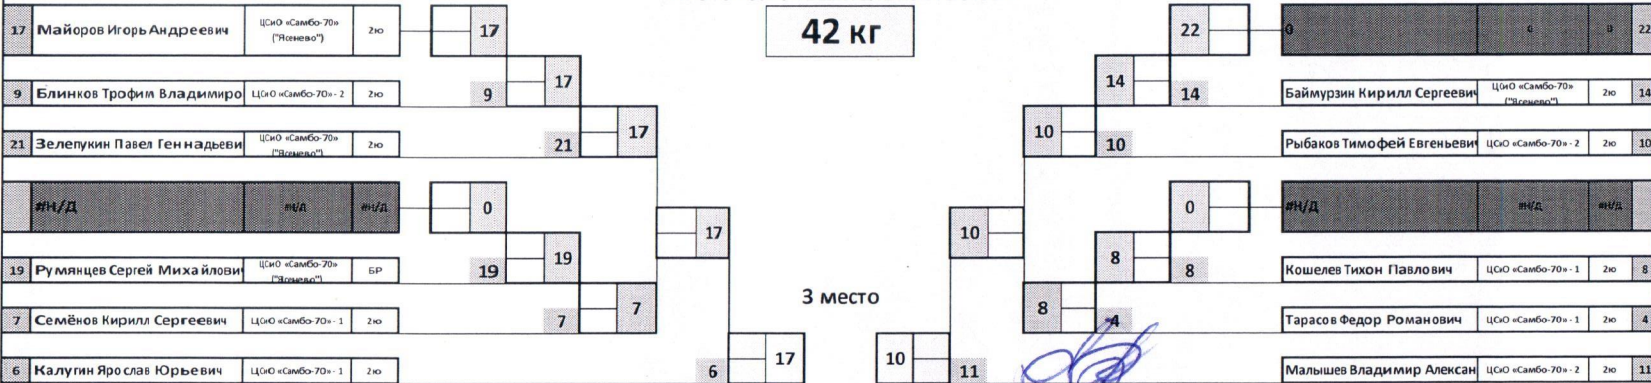 42 кг
17 Майоров Игорь Андреевич ЦСиО «Самбо-70» ("Ясенево") 2ю 17
17
9 Блинков Трофим Владимиро ЦСиО «Самбо-70» - 2 2ю 9
17
21 Зелепукин Павел Геннадьеви ЦСиО «Самбо-70» ("Ясенево") 2ю 21
#Н/Д #Н/Д #Н/Д 0
17
19
19 Румянцев Сергей Михайлови ЦСиО «Самбо-70» ("Ясенево") БР 19
7
7 Семёнов Кирилл Сергеевич ЦСиО «Самбо-70» - 1 2ю 7
17
6 Калугин Ярослав Юрьевич ЦСиО «Самбо-70» - 1 2ю 6
3 место
22 0 0 0 22
14
14 Баймурзин Кирилл Сергеевич ЦСиО «Самбо-70» ("Ясенево") 2ю 14
10
10 Рыбаков Тимофей Евгеньевич ЦСиО «Самбо-70» - 2 2ю 10
0 #Н/Д #Н/Д #Н/Д
10
8
8 Кошелев Тихон Павлович ЦСиО «Самбо-70» - 1 2ю 8
8
4 Тарасов Федор Романович ЦСиО «Самбо-70» - 1 2ю 4
10
11 Малышев Владимир Алексан ЦСиО «Самбо-70» - 2 2ю 11